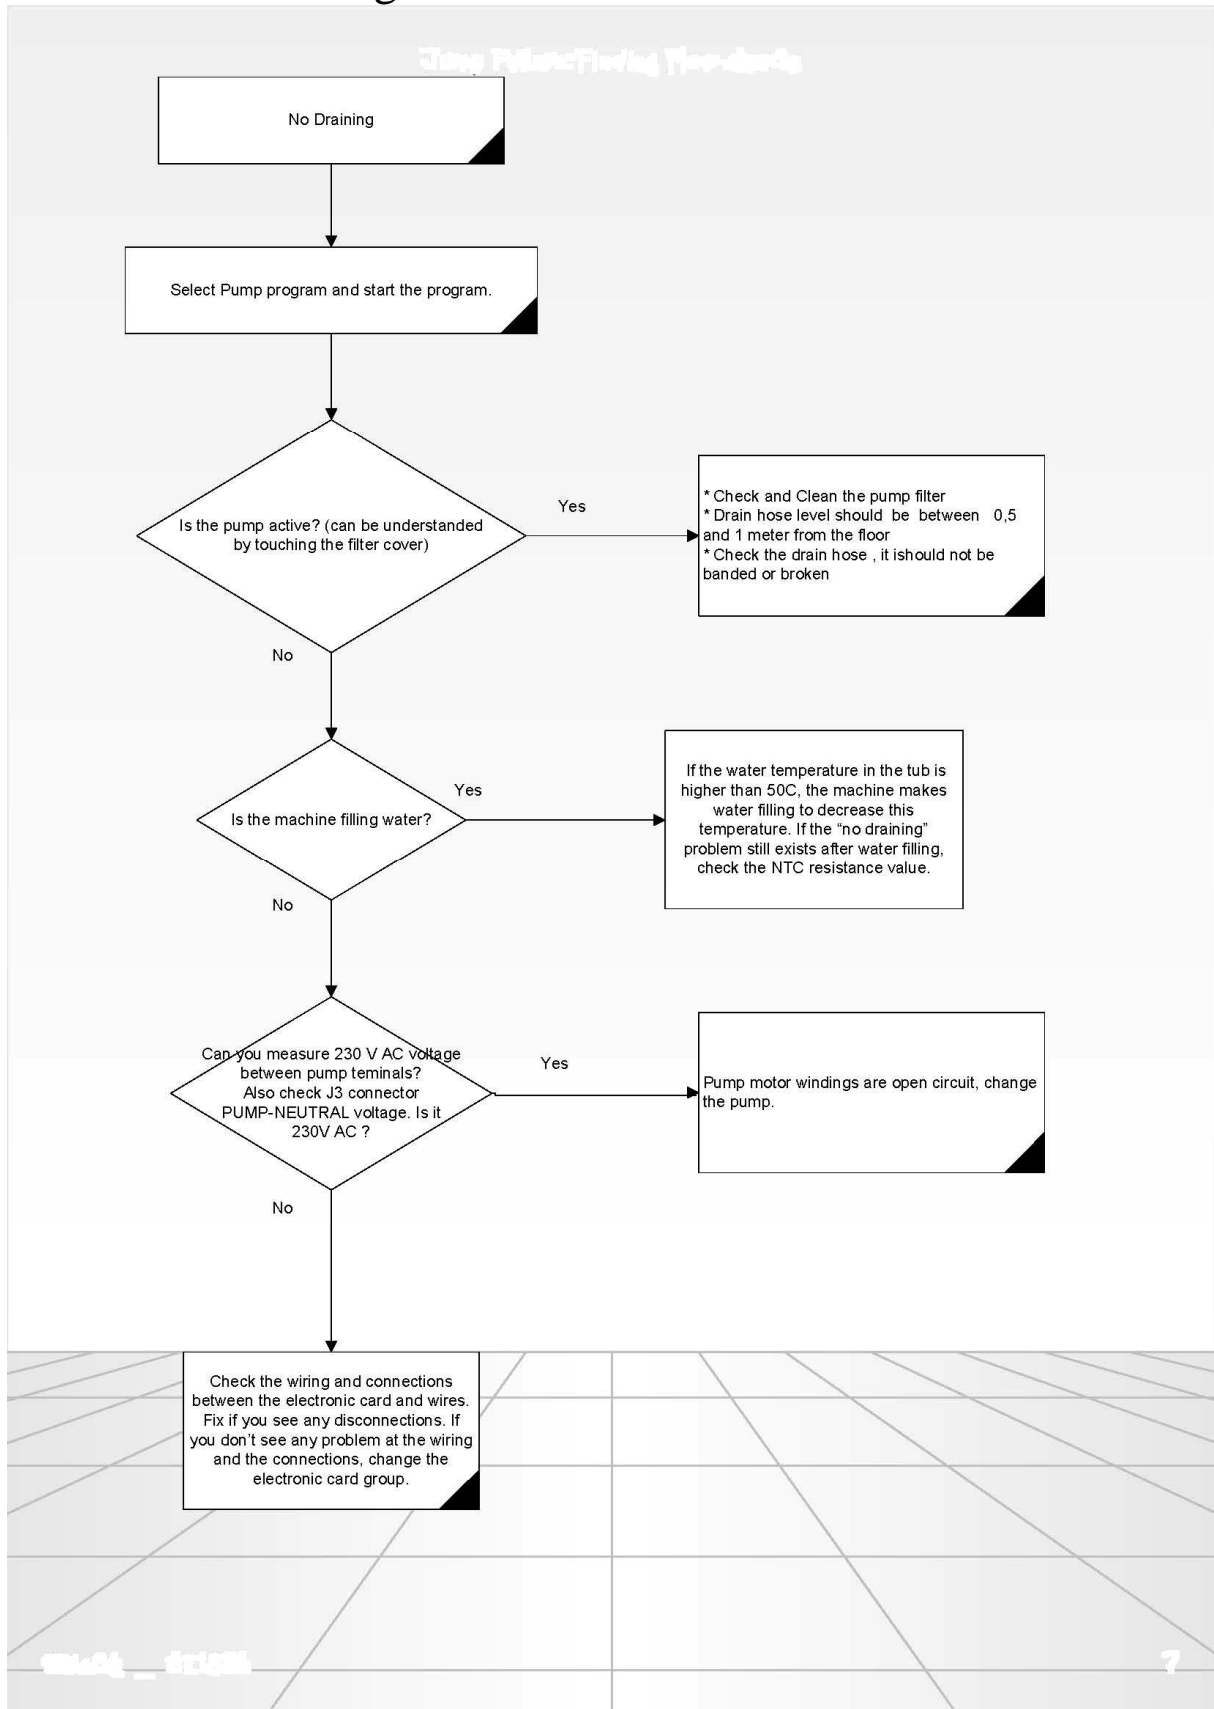 No Draining
Select Pump program and start the program.
Is the pump active? (can be understanded
by touching the filter cover)
Yes
* Check and Clean the pump filter
* Drain hose level should be between 0,5
and 1 meter from the floor
* Check the drain hose , it ishould not be
banded or broken
No
Is the machine filling water?
Yes
If the water temperature in the tub is
higher than 50C, the machine makes
water filling to decrease this
temperature. If the “no draining”
problem still exists after water filling,
check the NTC resistance value.
No
Can you measure 230 V AC voltage
between pump teminals?
Also check J3 connector
PUMP-NEUTRAL voltage. Is it
230V AC ?
Yes
Pump motor windings are open circuit, change
the pump.
No
Check the wiring and connections
between the electronic card and wires.
Fix if you see any disconnections. If
you don't see any problem at the wiring
and the connections, change the
electronic card group.
7